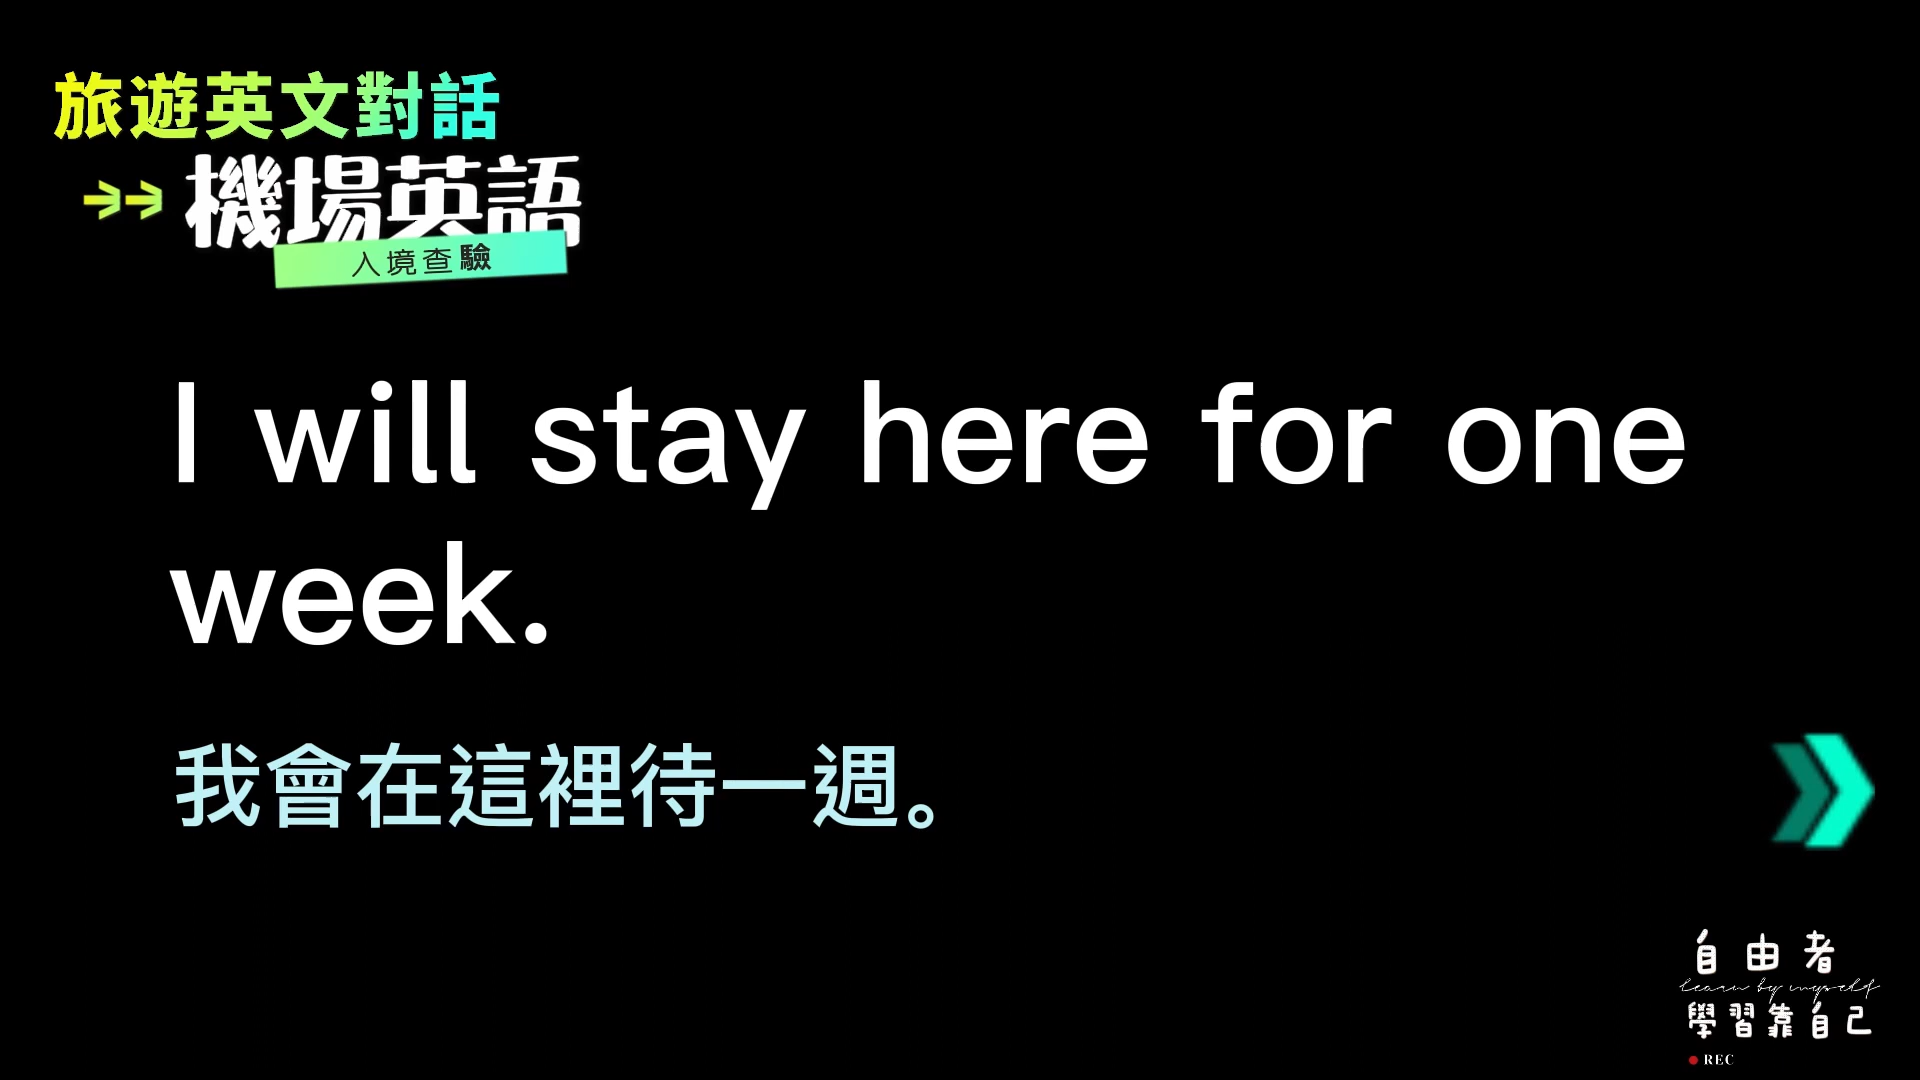 旅遊英文對話
機場英語
入境查驗
I will stay here for one
week.
我會在這裡待一週。
自由者
learn by myself
學習靠自己
REC